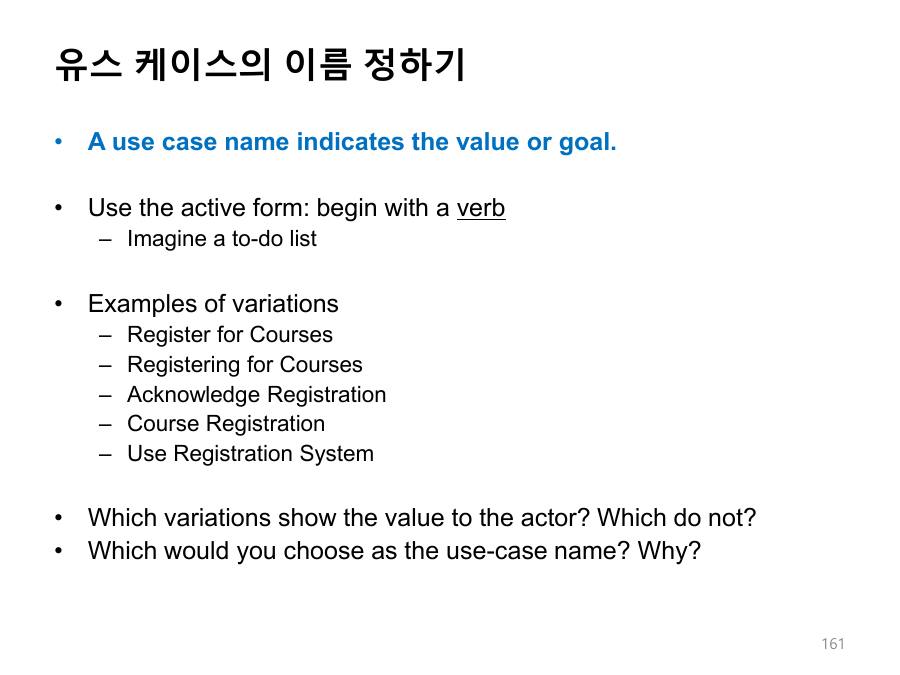 유스 케이스의 이름 정하기
• A use case name indicates the value or goal.
• Use the active form: begin with a verb
– Imagine a to-do list
• Examples of variations
– Register for Courses
– Registering for Courses
– Acknowledge Registration
– Course Registration
– Use Registration System
• Which variations show the value to the actor? Which do not?
• Which would you choose as the use-case name? Why?
161